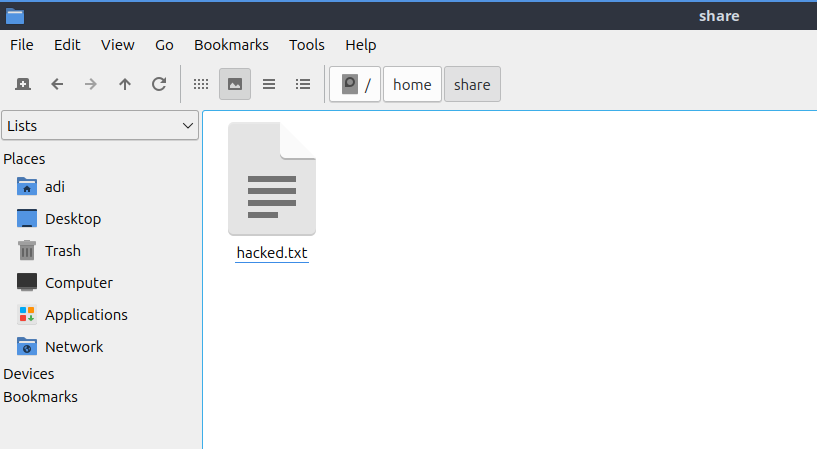 share
File Edit View Go Bookmarks Tools Help
/ home share
Lists
Places
adi
Desktop
Trash
Computer
Applications
Network
Devices
Bookmarks
hacked.txt